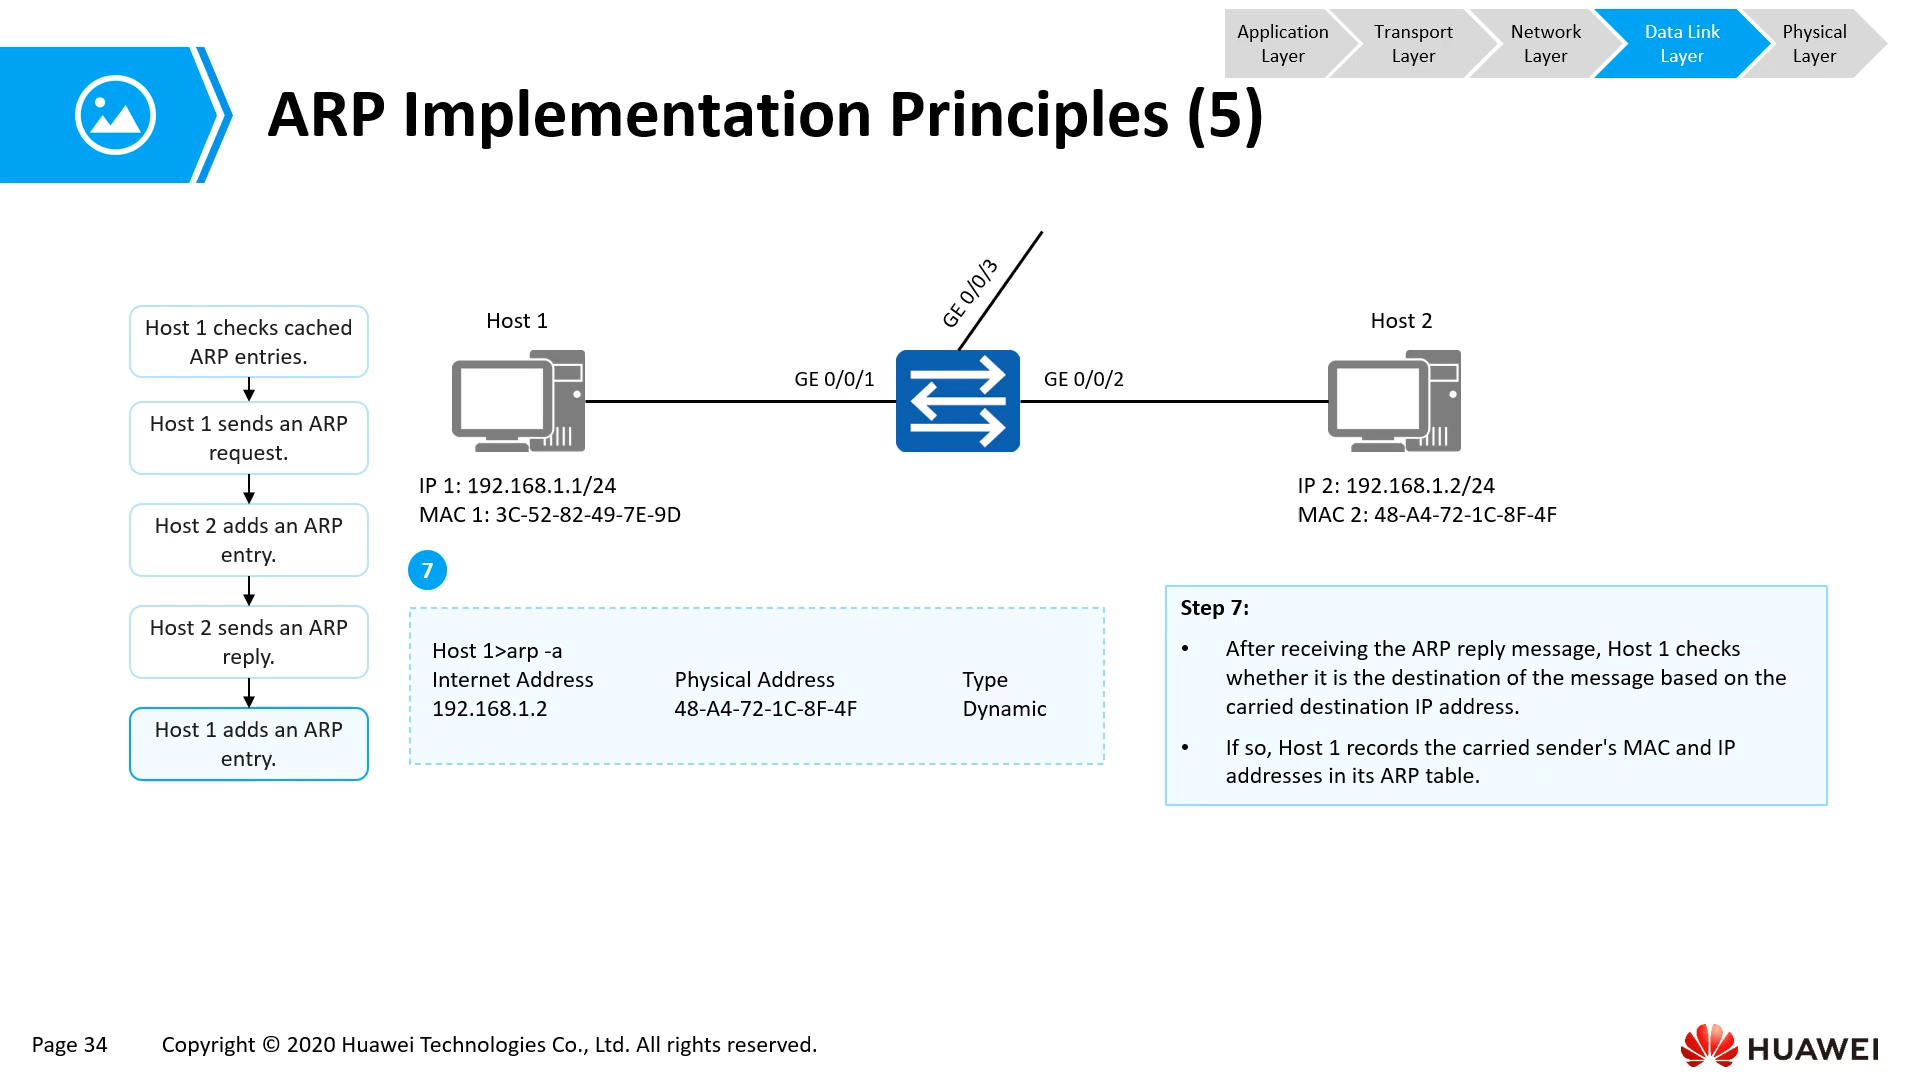 Application
Layer
Transport
Layer
Network
Layer
Data Link
Layer
Physical
Layer
ARP Implementation Principles (5)
Host 1 checks cached
ARP entries.
Host 1 sends an ARP
request.
Host 2 adds an ARP
entry.
Host 2 sends an ARP
reply.
Host 1 adds an ARP
entry.
GE 0/0/3
Host 1
Host 2
GE 0/0/1
GE 0/0/2
IP 1: 192.168.1.1/24
MAC 1: 3C-52-82-49-7E-9D
IP 2: 192.168.1.2/24
MAC 2: 48-A4-72-1C-8F-4F
7
Host 1>arp -a
Internet Address Physical Address Type
192.168.1.2 48-A4-72-1C-8F-4F Dynamic
Step 7:
• After receiving the ARP reply message, Host 1 checks
whether it is the destination of the message based on the
carried destination IP address.
• If so, Host 1 records the carried sender's MAC and IP
addresses in its ARP table.
Page 34 Copyright © 2020 Huawei Technologies Co., Ltd. All rights reserved.
HUAWEI